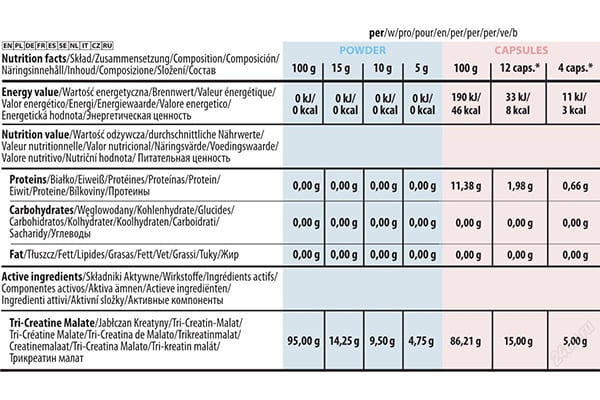 per/w/pro/pour/en/per/per/per/ve/b
EN PL DE FR ES SE NL IT CZ RU
POWDER CAPSULES
Nutrition facts/Skład/Zusammensetzung/Composition/Composición/
Näringsinnehåll/Inhoud/Composizione/Složení/Состав
100 g 15 g 10 g 5 g 100 g 12 caps.* 4 caps.*
Energy value/Wartość energetyczna/Brennwert/Valeur énergétique/
Valor energético/Energi/Energiewaarde/Valore energetico/
Energetická hodnota/Энергетическая ценность
0 kJ/ 0 kJ/ 0 kJ/ 0 kJ/ 190 kJ/ 33 kJ/ 11 kJ/
0 kcal 0 kcal 0 kcal 0 kcal 46 kcal 8 kcal 3 kcal
Nutrition value/Wartość odżywcza/durchschnittliche Nährwerte/
Valeur nutritionnelle/Valor nutricional/Näringsvärde/Voedingswaarde/
Valore nutritivo/Nutriční hodnota/ Питательная ценность
Proteins/Białko/Eiweiß/Protéines/Proteínas/Protein/
Eiwit/Proteine/Bílkoviny/Протеины
0,00 g 0,00 g 0,00 g 0,00 g 11,38 g 1,98 g 0,66 g
Carbohydrates/Węglowodany/Kohlenhydrate/Glucides/
Carbohidratos/Kolhydrater/Koolhydraten/Carboidrati/
Sacharidy/Углеводы
0,00 g 0,00 g 0,00 g 0,00 g 0,00 g 0,00 g 0,00 g
Fat/Tłuszcz/Fett/Lipides/Grasas/Fett/Vet/Grassi/Tuky/Жир
0,00 g 0,00 g 0,00 g 0,00 g 0,00 g 0,00 g 0,00 g
Active ingredients/Składniki Aktywne/Wirkstoffe/Ingrédients actifs/
Componentes activos/Aktiva ämnen/Actieve ingrediënten/
Ingredienti attivi/Aktivní složky/Активные компоненты
Tri-Creatine Malate/Jabłczan Kreatyny/Tri-Creatin-Malat/
Tri-Créatine Malate/Tri-Creatina de Malato/Trikreatinmalat/
Creatinemalaat/Tri-Creatina Malato/Tri-kreatin malát/
Трикреатин малат
95,00 g 14,25 g 9,50 g 4,75 g 86,21 g 15,00 g 5,00 g